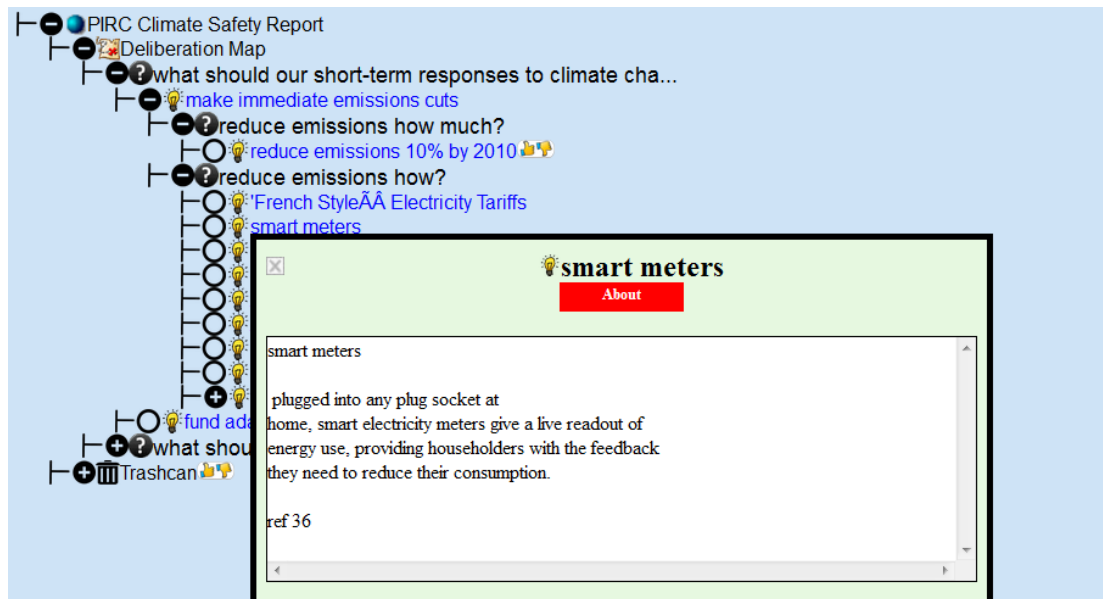 PIRC Climate Safety Report
Deliberation Map
what should our short-term responses to climate cha...
make immediate emissions cuts
reduce emissions how much?
reduce emissions 10% by 2010
reduce emissions how?
'French StyleÃÂ Electricity Tariffs
smart meters
fund ada
what shou
Trashcan
smart meters
About
smart meters
plugged into any plug socket at
home, smart electricity meters give a live readout of
energy use, providing householders with the feedback
they need to reduce their consumption.
ref 36